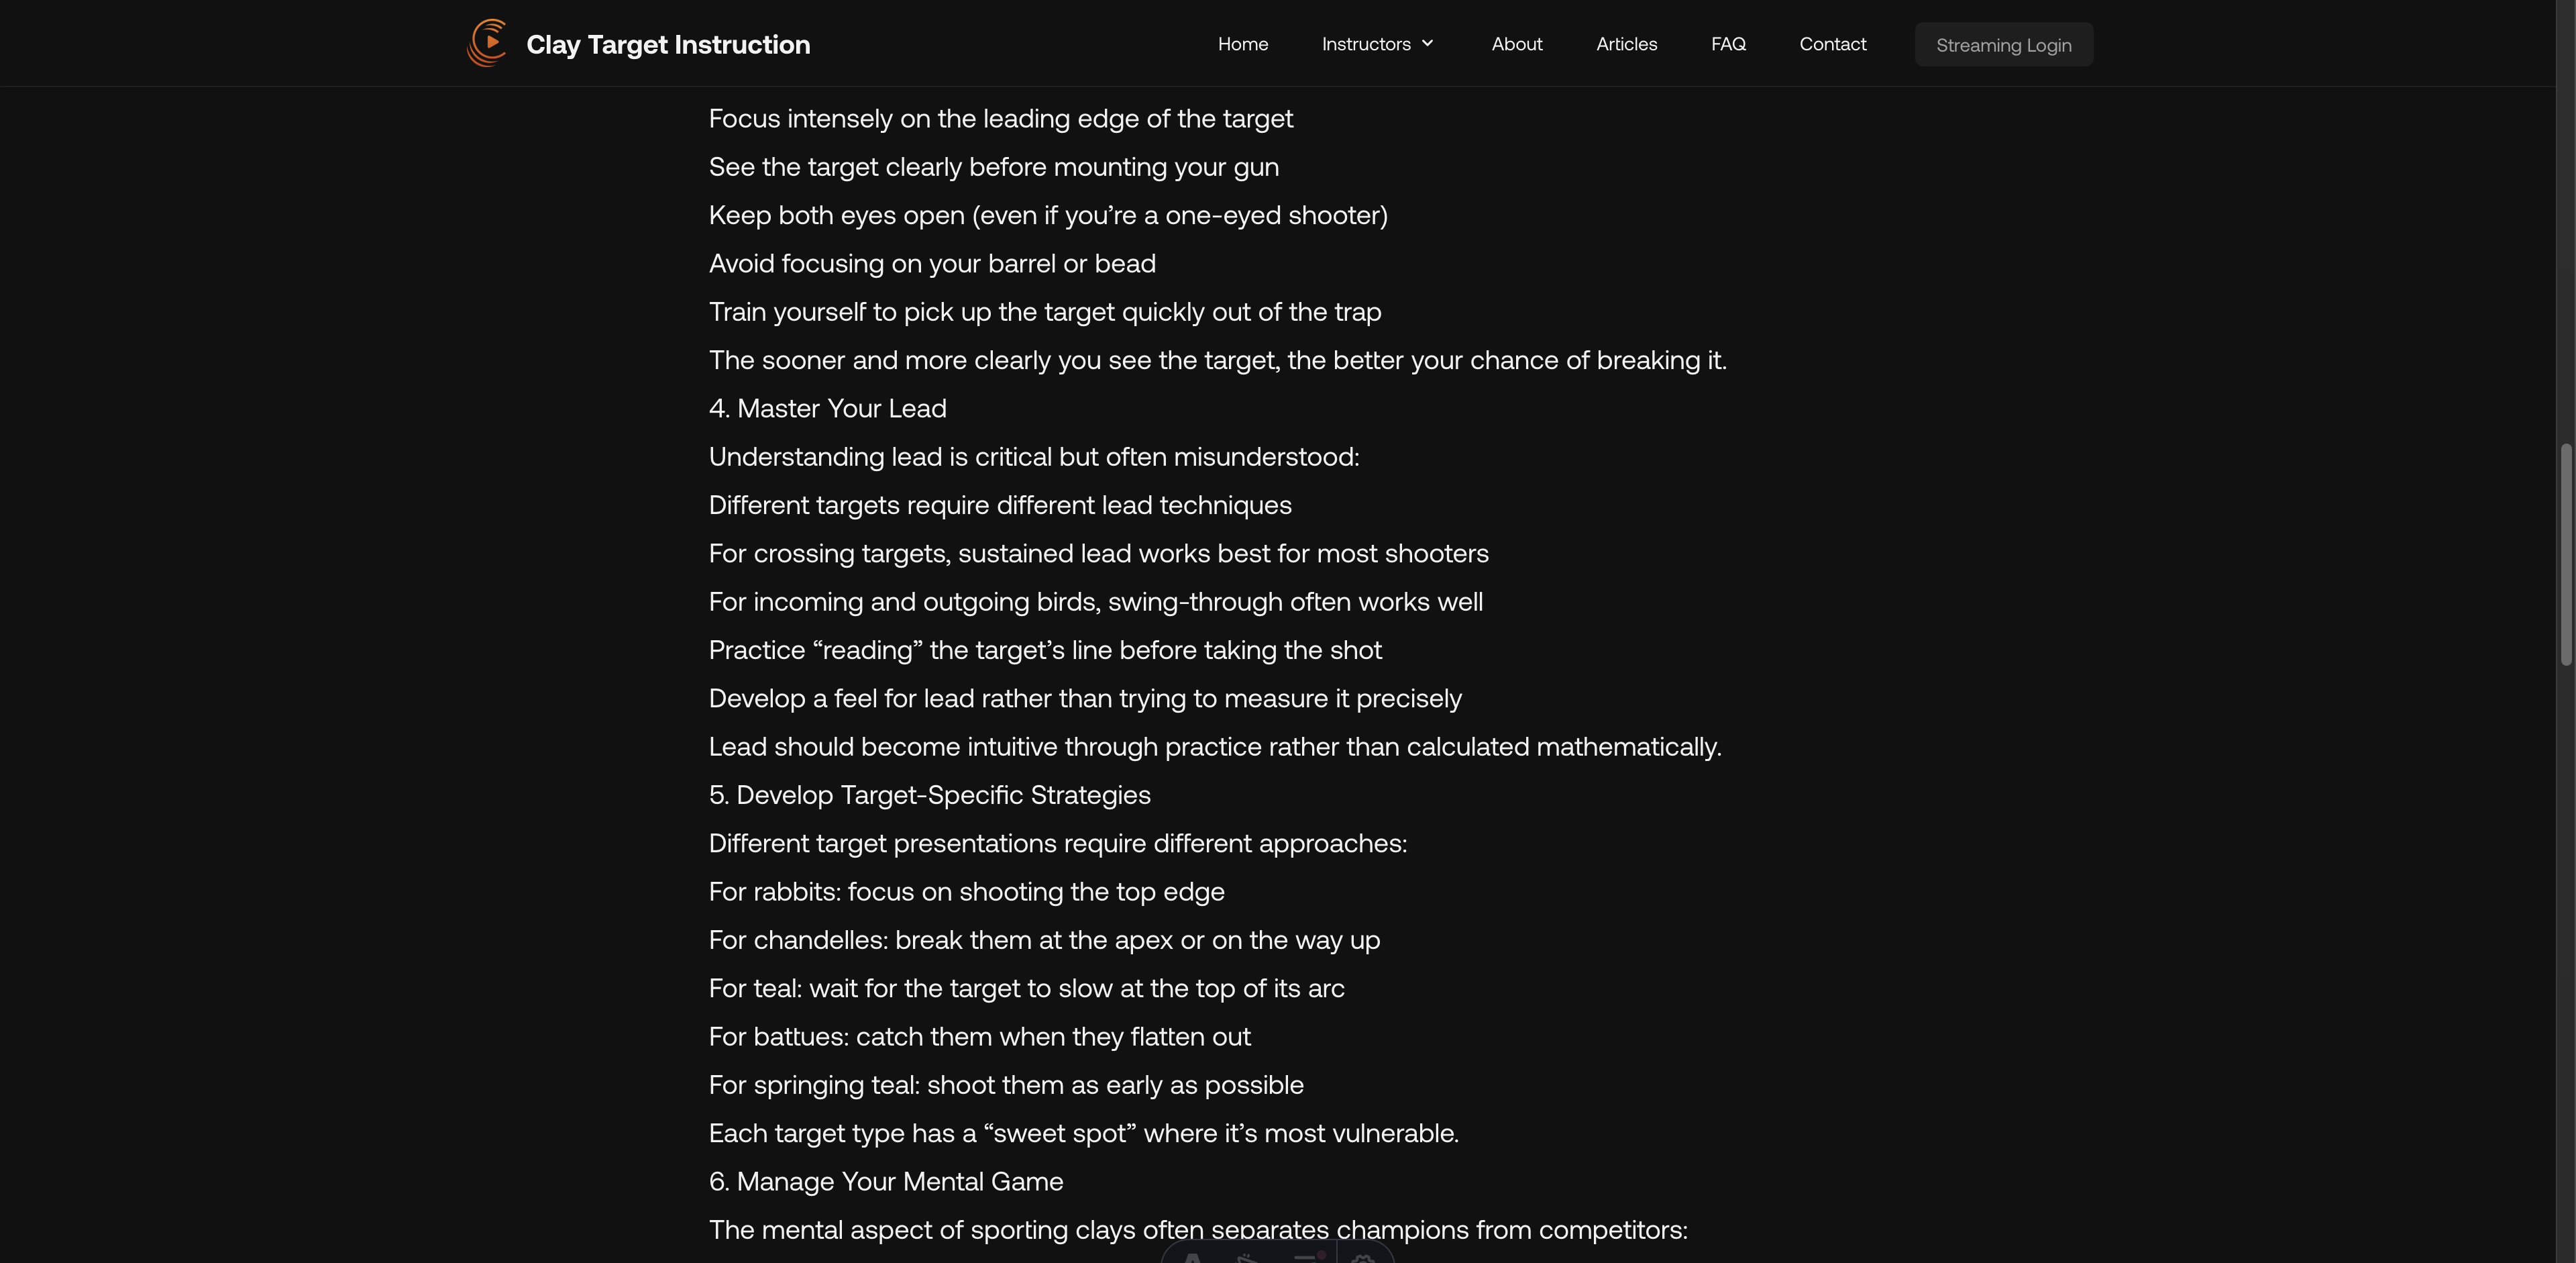 Clay Target Instruction
Home
Instructors
About
Articles
FAQ
Contact
Streaming Login
Focus intensely on the leading edge of the target
See the target clearly before mounting your gun
Keep both eyes open (even if you’re a one-eyed shooter)
Avoid focusing on your barrel or bead
Train yourself to pick up the target quickly out of the trap
The sooner and more clearly you see the target, the better your chance of breaking it.
4. Master Your Lead
Understanding lead is critical but often misunderstood:
Different targets require different lead techniques
For crossing targets, sustained lead works best for most shooters
For incoming and outgoing birds, swing-through often works well
Practice “reading” the target’s line before taking the shot
Develop a feel for lead rather than trying to measure it precisely
Lead should become intuitive through practice rather than calculated mathematically.
5. Develop Target-Specific Strategies
Different target presentations require different approaches:
For rabbits: focus on shooting the top edge
For chandelles: break them at the apex or on the way up
For teal: wait for the target to slow at the top of its arc
For battues: catch them when they flatten out
For springing teal: shoot them as early as possible
Each target type has a “sweet spot” where it’s most vulnerable.
6. Manage Your Mental Game
The mental aspect of sporting clays often separates champions from competitors: